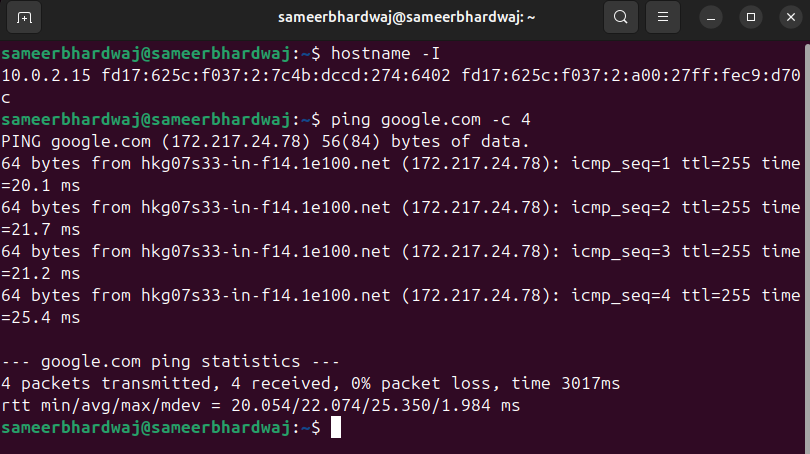 sameerbhardwaj@sameerbhardwaj: ~
sameerbhardwaj@sameerbhardwaj:~$ hostname -I
10.0.2.15 fd17:625c:f037:2:7c4b:dccd:274:6402 fd17:625c:f037:2:a00:27ff:fec9:d70
c
sameerbhardwaj@sameerbhardwaj:~$ ping google.com -c 4
PING google.com (172.217.24.78) 56(84) bytes of data.
64 bytes from hkg07s33-in-f14.1e100.net (172.217.24.78): icmp_seq=1 ttl=255 time
=20.1 ms
64 bytes from hkg07s33-in-f14.1e100.net (172.217.24.78): icmp_seq=2 ttl=255 time
=21.7 ms
64 bytes from hkg07s33-in-f14.1e100.net (172.217.24.78): icmp_seq=3 ttl=255 time
=21.2 ms
64 bytes from hkg07s33-in-f14.1e100.net (172.217.24.78): icmp_seq=4 ttl=255 time
=25.4 ms
--- google.com ping statistics ---
4 packets transmitted, 4 received, 0% packet loss, time 3017ms
rtt min/avg/max/mdev = 20.054/22.074/25.350/1.984 ms
sameerbhardwaj@sameerbhardwaj:~$